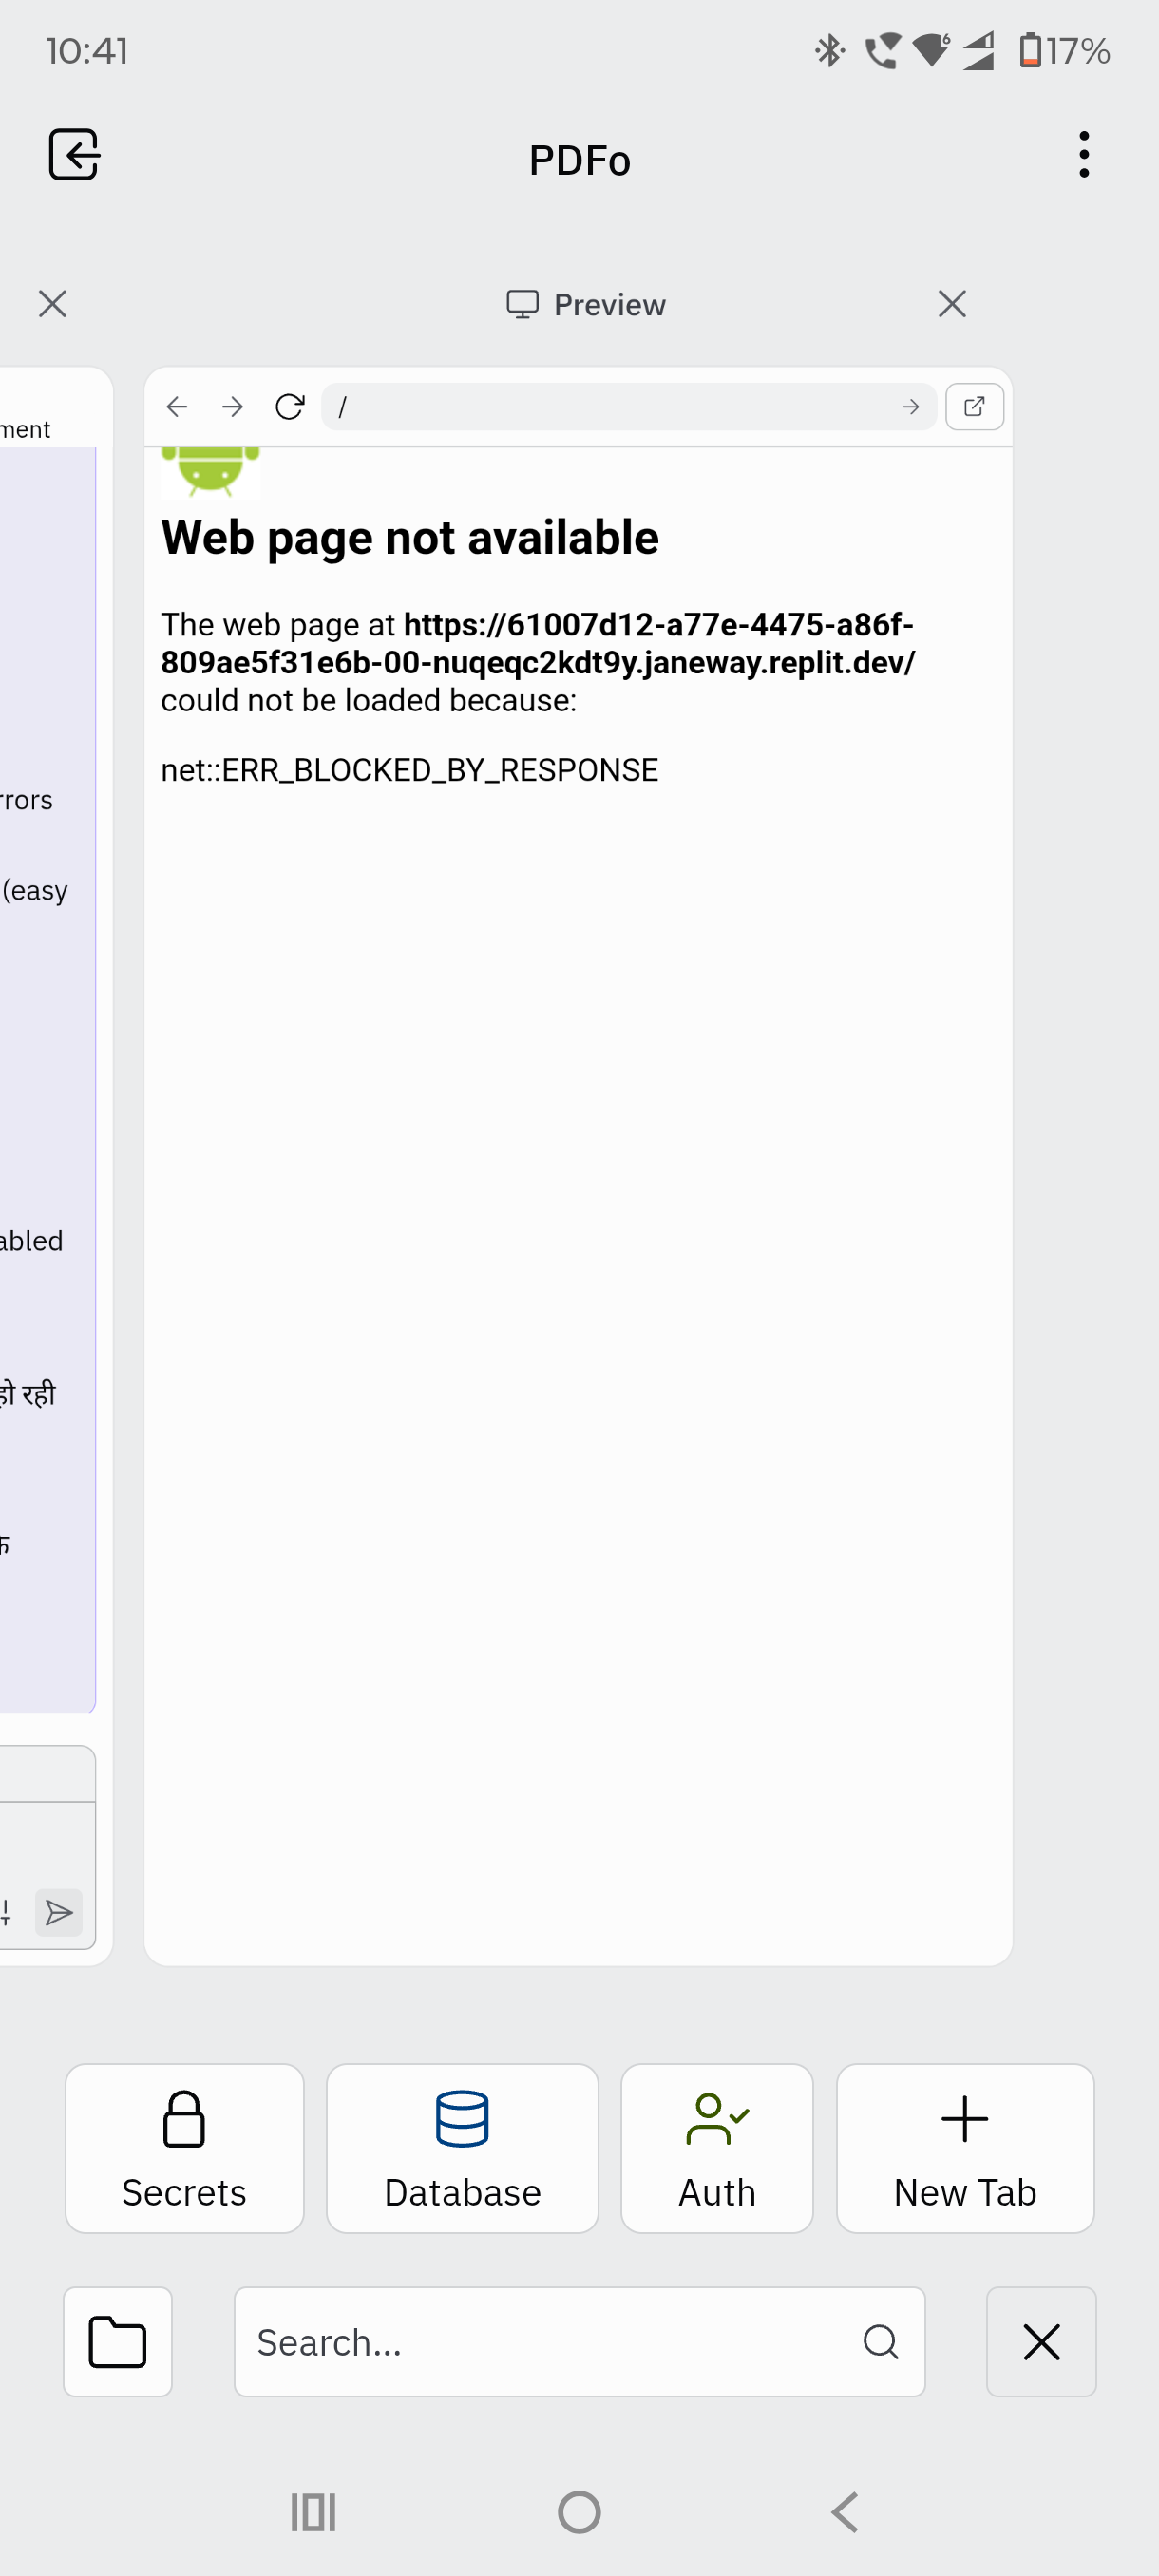 10:41
6
17%
PDFo
Preview
ment
/
Web page not available
The web page at https://61007d12-a77e-4475-a86f-
809ae5f31e6b-00-nuqeqc2kdt9y.janeway.replit.dev/
could not be loaded because:
net::ERR_BLOCKED_BY_RESPONSE
rrors
(easy
abled
हो रही
क
Secrets
Database
Auth
New Tab
Search...